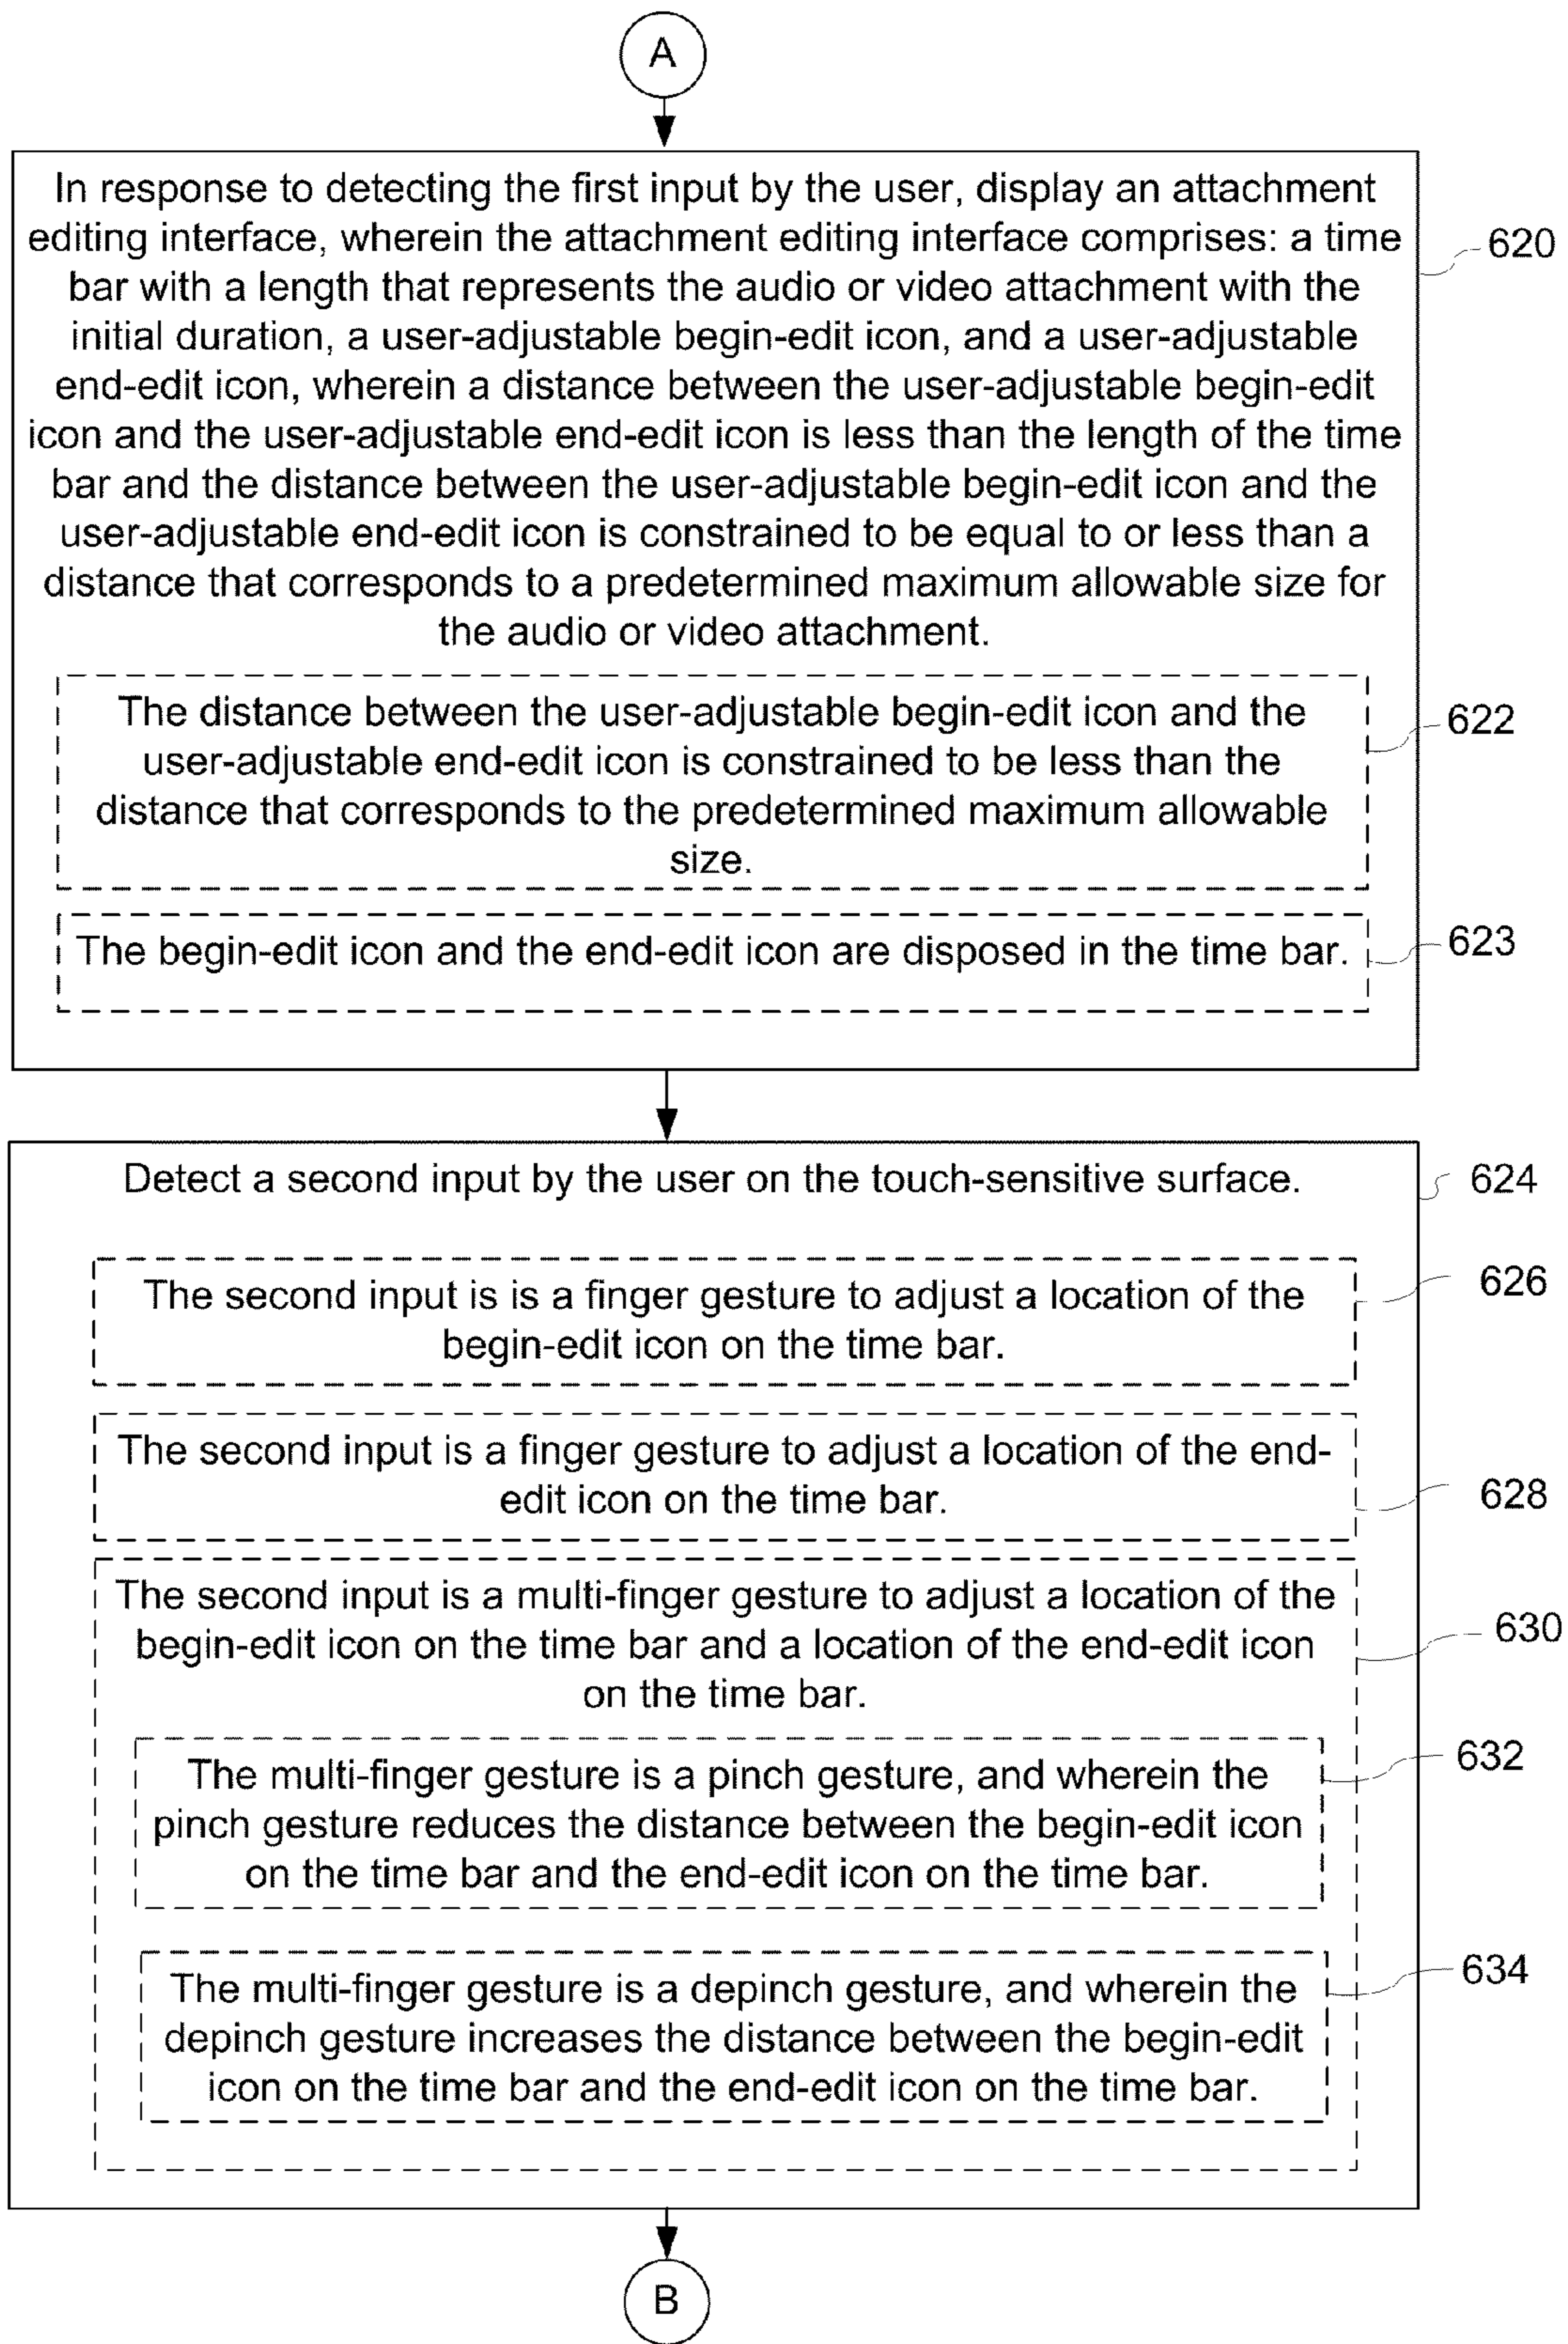 A
In response to detecting the first input by the user, display an attachment
editing interface, wherein the attachment editing interface comprises: a time
bar with a length that represents the audio or video attachment with the
initial duration, a user-adjustable begin-edit icon, and a user-adjustable
end-edit icon, wherein a distance between the user-adjustable begin-edit
icon and the user-adjustable end-edit icon is less than the length of the time
bar and the distance between the user-adjustable begin-edit icon and the
user-adjustable end-edit icon is constrained to be equal to or less than a
distance that corresponds to a predetermined maximum allowable size for
the audio or video attachment.
620
The distance between the user-adjustable begin-edit icon and the
user-adjustable end-edit icon is constrained to be less than the
distance that corresponds to the predetermined maximum allowable
size.
622
The begin-edit icon and the end-edit icon are disposed in the time bar.
623
Detect a second input by the user on the touch-sensitive surface.
624
The second input is is a finger gesture to adjust a location of the
begin-edit icon on the time bar.
626
The second input is a finger gesture to adjust a location of the end-
edit icon on the time bar.
628
The second input is a multi-finger gesture to adjust a location of the
begin-edit icon on the time bar and a location of the end-edit icon
on the time bar.
630
The multi-finger gesture is a pinch gesture, and wherein the
pinch gesture reduces the distance between the begin-edit icon
on the time bar and the end-edit icon on the time bar.
632
The multi-finger gesture is a depinch gesture, and wherein the
depinch gesture increases the distance between the begin-edit
icon on the time bar and the end-edit icon on the time bar.
634
B